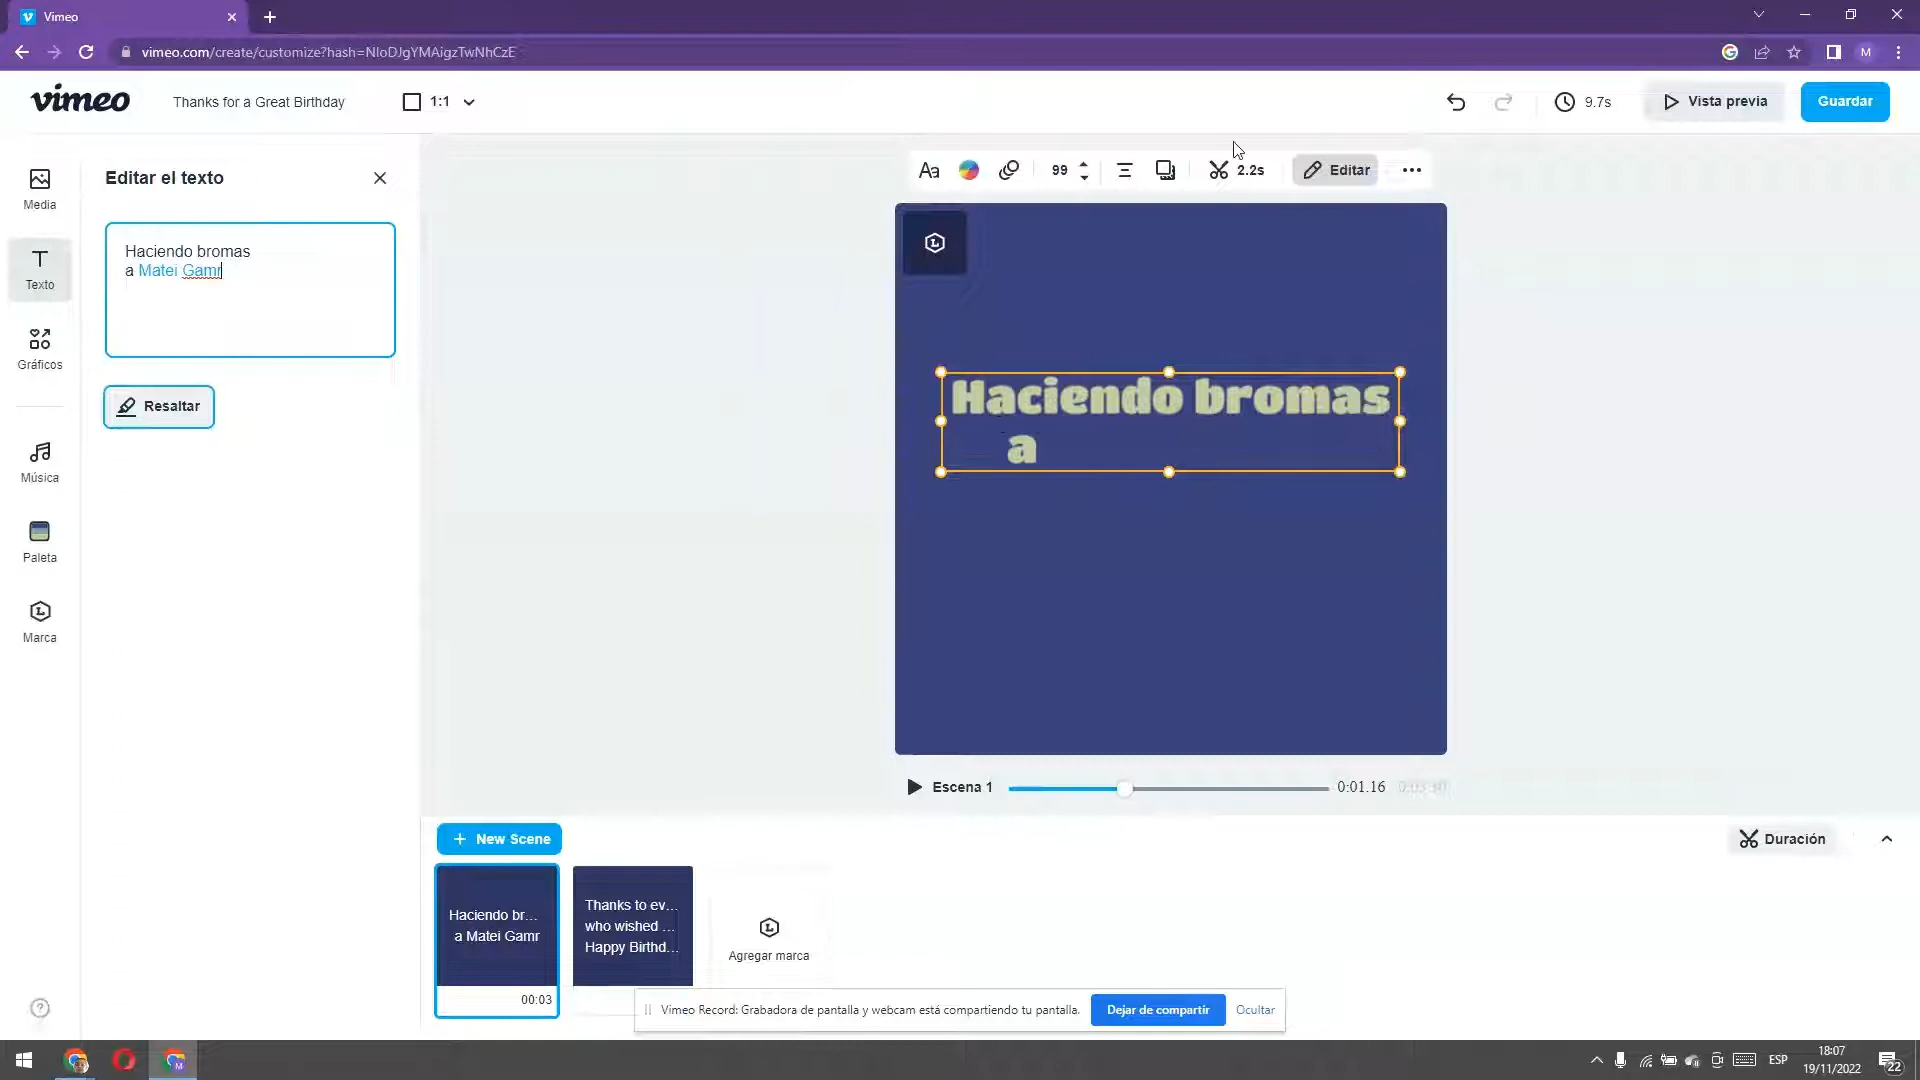 Vimeo
vimeo.com/create/customize?hash=NloDJgYMAigzTwNhCzE
M
vimeo
Thanks for a Great Birthday
1:1
9.7s
Vista previa
Guardar
Media
Texto
Gráficos
Música
Paleta
Marca
Editar el texto
Haciendo bromas
a Matei Gamr
Resaltar
Aa
99
2.2s
Editar
Haciendo bromas
a
Escena 1
0:01.16
New Scene
Duración
Haciendo br...
a Matei Gamr
00:03
Thanks to ev...
who wished ...
Happy Birthd...
Agregar marca
Vimeo Record: Grabadora de pantalla y webcam está compartiendo tu pantalla.
Dejar de compartir
Ocultar
M
ESP
18:07
19/11/2022
22